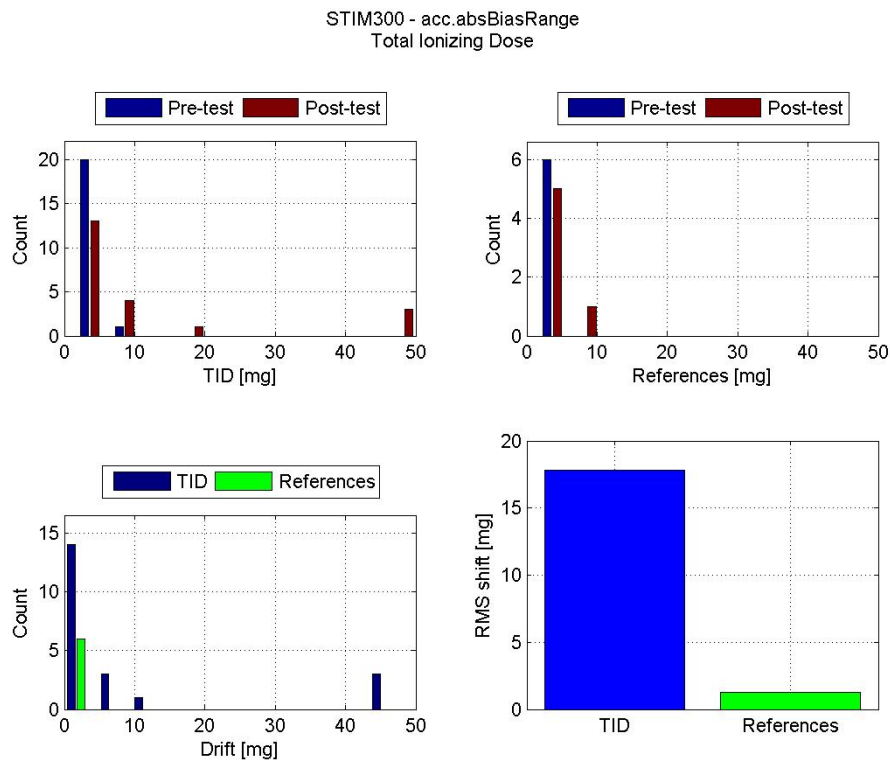 STIM300 - acc.absBiasRange
Total Ionizing Dose
Pre-test Post-test
Count
20
15
10
5
0
0 10 20 30 40 50
TID [mg]
Pre-test Post-test
Count
6
4
2
0
0 10 20 30 40 50
References [mg]
TID References
Count
15
10
5
0
0 10 20 30 40 50
Drift [mg]
RMS shift [mg]
20
15
10
5
0
TID References